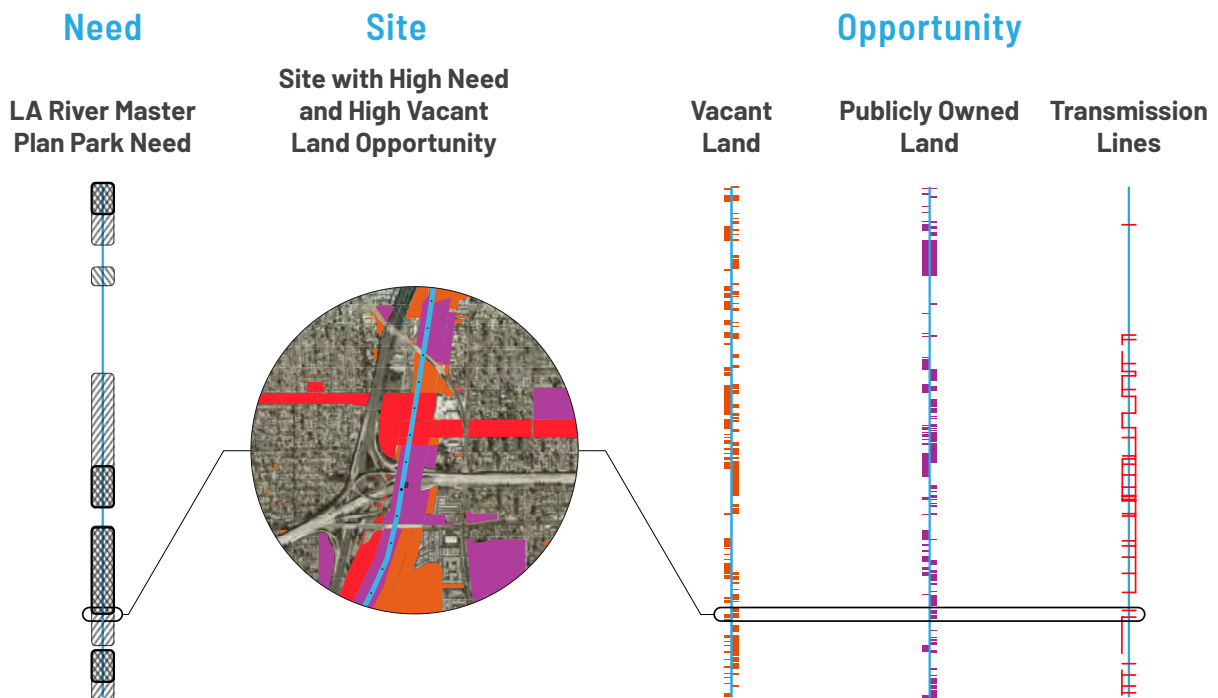 Need
LA River Master
Plan Park Need
Site
Site with High Need
and High Vacant
Land Opportunity
8
Opportunity
Vacant
Land
Publicly Owned
Land
Transmission
Lines